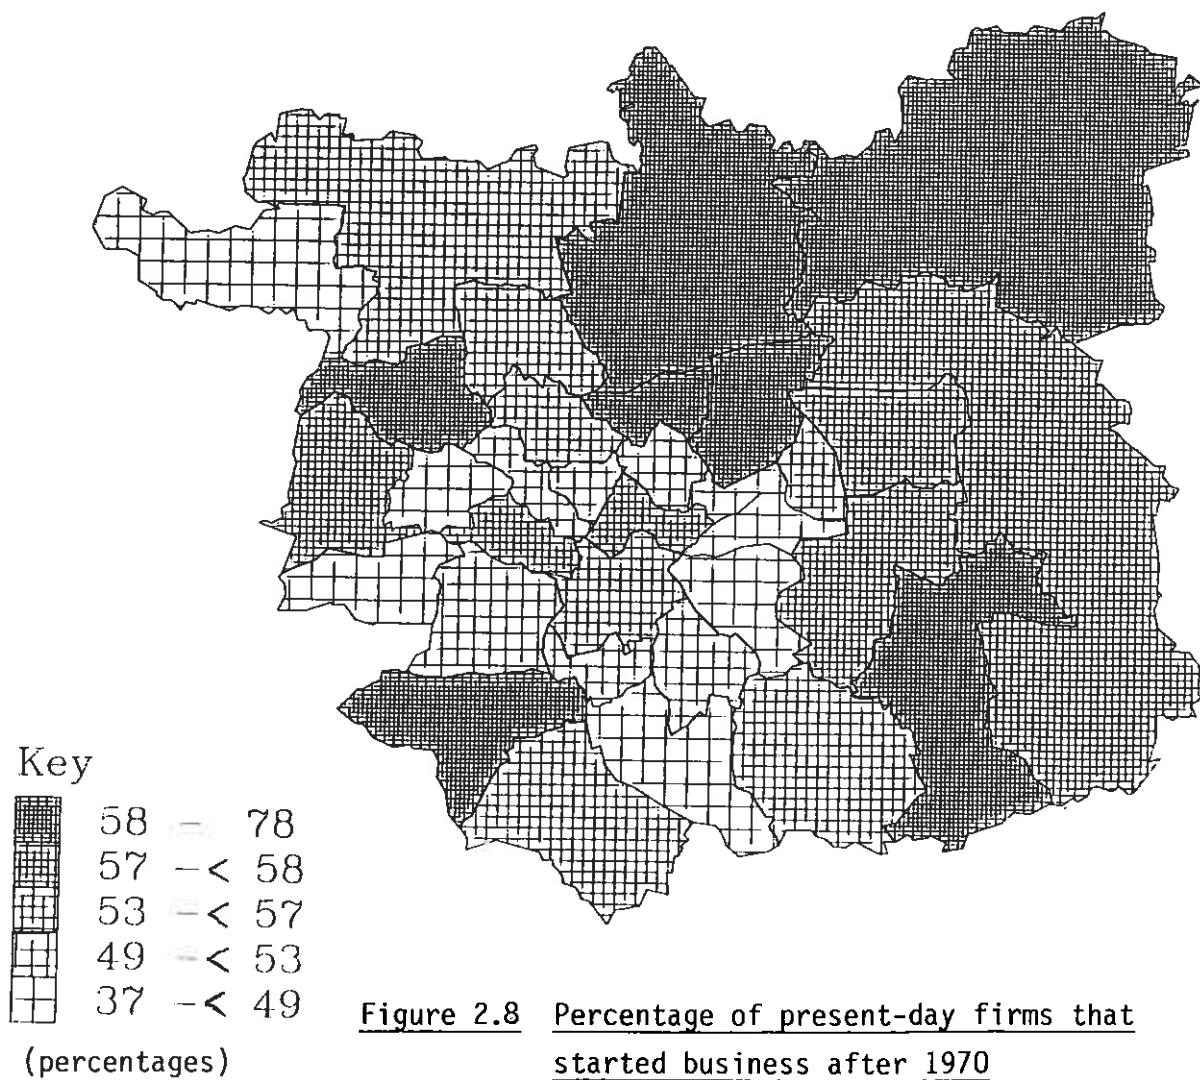 Key
58 - 78
57 -< 58
53 -< 57
49 -< 53
37 -< 49
(percentages)
Figure 2.8 Percentage of present-day firms that
started business after 1970